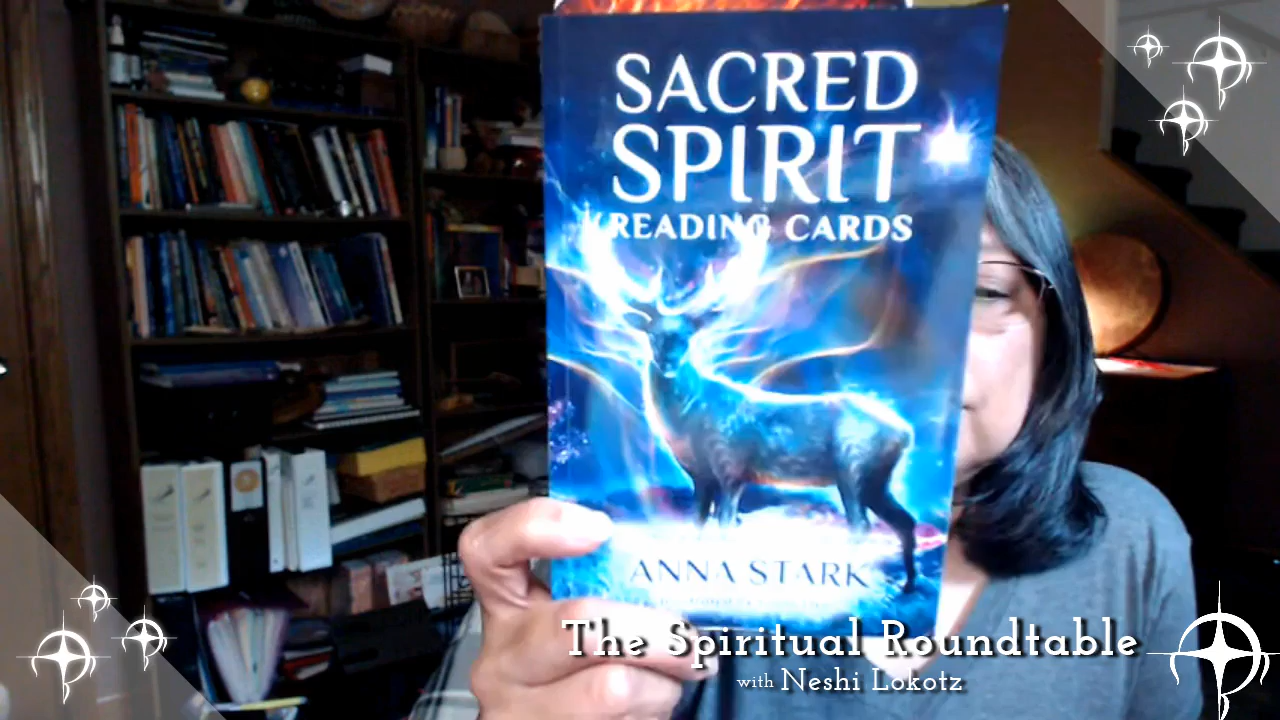 SACRED
SPIRIT
READING CARDS
ANNA STARK
The Spiritual Roundtable
with Neshi Lokotz